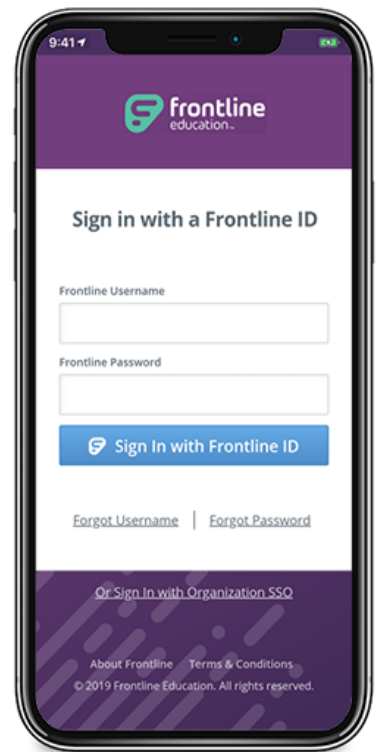 9:41
frontline
education™
Sign in with a Frontline ID
Frontline Username
Frontline Password
Sign In with Frontline ID
Forgot Username | Forgot Password
Or Sign In with Organization SSO
About Frontline Terms & Conditions
© 2019 Frontline Education. All rights reserved.